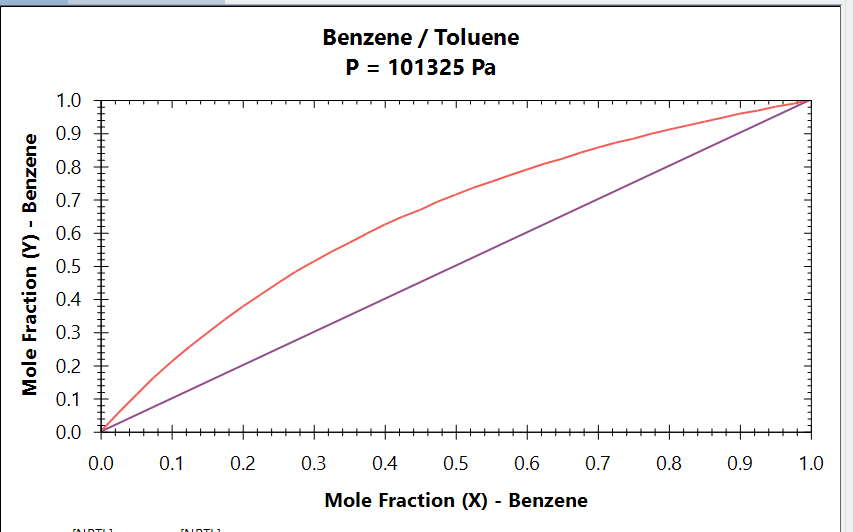 Benzene / Toluene
P = 101325 Pa
Mole Fraction (Y) - Benzene
1.0
0.9
0.8
0.7
0.6
0.5
0.4
0.3
0.2
0.1
0.0
0.0 0.1 0.2 0.3 0.4 0.5 0.6 0.7 0.8 0.9 1.0
Mole Fraction (X) - Benzene